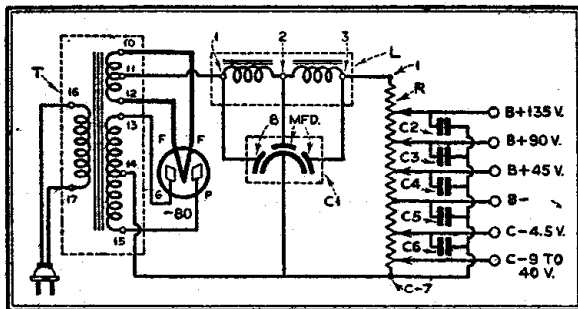 T
16
17
10
11
12
13
14
15
F
F
G
P
-80
1
2
3
L
8
MFD.
C1
1
R
C2
C3
C4
C5
C6
B+135 V.
B+90 V.
B+45 V.
B-
C-4.5 V.
C-9 TO
40 V.
C-7